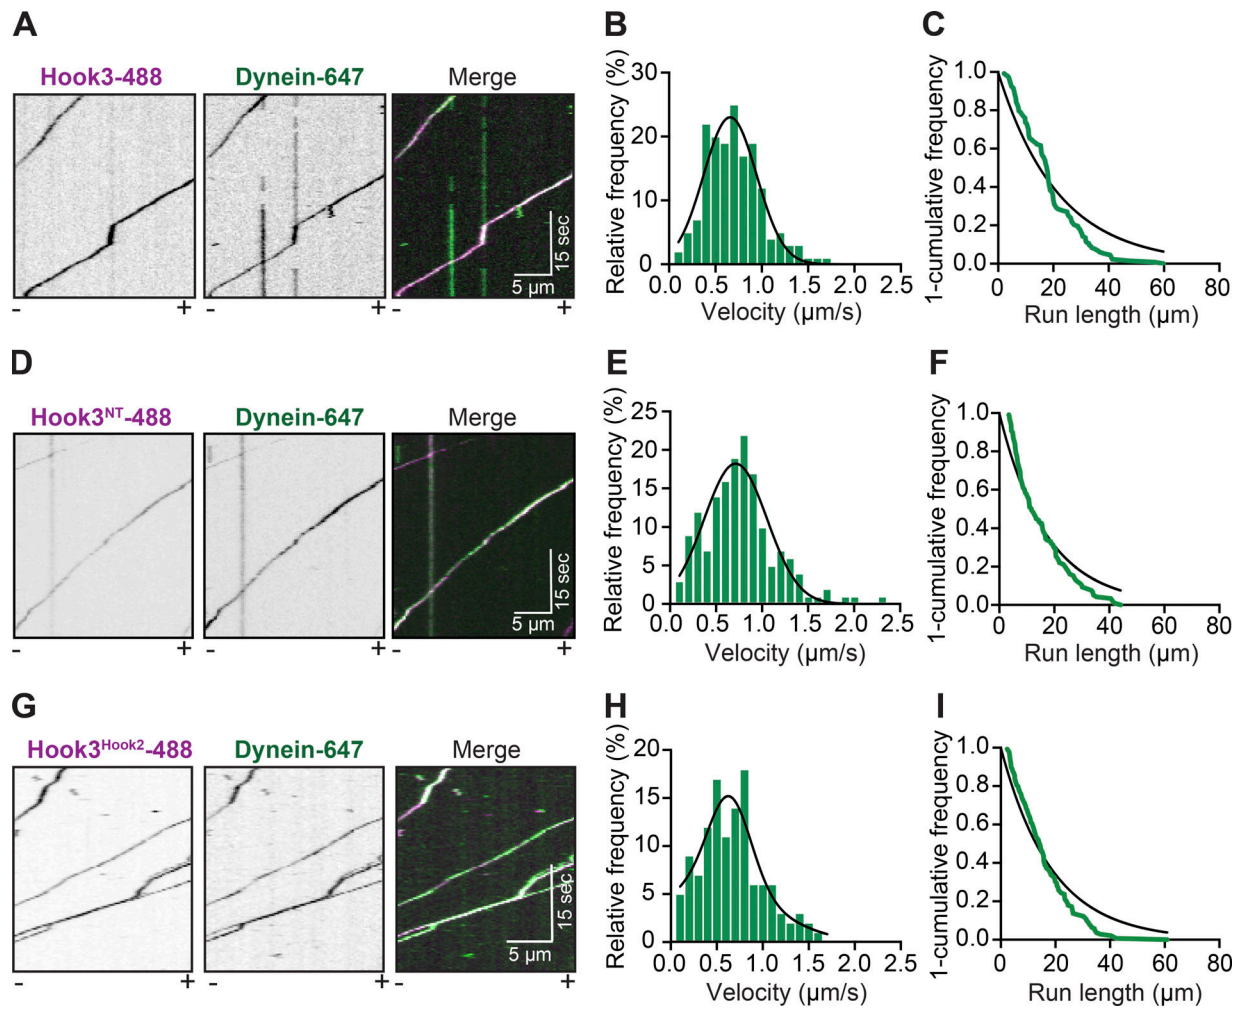 A
Hook3-488 Dynein-647 Merge
15 sec
5 µm
- + - +
B
Relative frequency (%)
30
20
10
0
0.0 0.5 1.0 1.5 2.0 2.5
Velocity (µm/s)
C
1-cumulative frequency
1.0
0.8
0.6
0.4
0.2
0.0
0 20 40 60 80
Run length (µm)
D
Hook3NT-488 Dynein-647 Merge
15 sec
5 µm
- + - +
E
Relative frequency (%)
25
20
15
10
5
0
0.0 0.5 1.0 1.5 2.0 2.5
Velocity (µm/s)
F
1-cumulative frequency
1.0
0.8
0.6
0.4
0.2
0.0
0 20 40 60 80
Run length (µm)
G
Hook3Hook2-488 Dynein-647 Merge
15 sec
5 µm
- + - +
H
Relative frequency (%)
20
15
10
5
0
0.0 0.5 1.0 1.5 2.0 2.5
Velocity (µm/s)
I
1-cumulative frequency
1.0
0.8
0.6
0.4
0.2
0.0
0 20 40 60 80
Run length (µm)